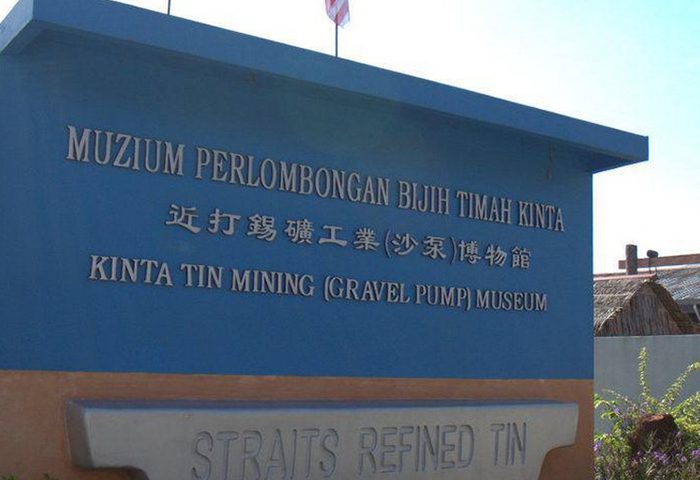 MUZIUM PERLOMBONGAN BIJIH TIMAH KINTA
近打錫礦工業(沙泵)博物館
KINTA TIN MINING (GRAVEL PUMP) MUSEUM
STRAITS REFINED TIN